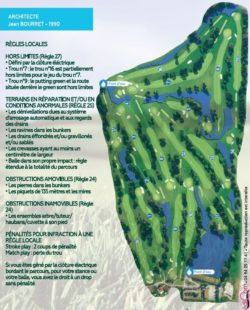 ARCHITECTE
Jean BOURRET - 1990
RÈGLES LOCALES
HORS LIMITES (Règle 27)
• Défini par la clôture électrique
• Trou n°7 : le trou n°16 est partiellement
hors limites pour le jeu du trou n°7.
• Trou n°9 : le putting green et la route
située derrière le green sont hors limites
TERRAINS EN RÉPARATION ET/OU EN
CONDITIONS ANORMALES (RÈGLE 25)
• Les dénivellations dues au système
d'arrosage automatique et aux regards
des drains
• Les ravines dans les bunkers
• Les drains effondrés et/ou gravillonés
et/ou sablés
• Les crevasses ayant au moins un
centimètre de largeur
• Balle dans son propre impact : règle
étendue à la totalité du parcours
OBSTRUCTIONS AMOVIBLES (Règle
24)
• Les pierres dans les bunkers
• Les piquets de 135 mètres et les mires
OBSTRUCTIONS INAMOVIBLES (Règle
24)
• Les ensembles arbre/tuteur/
haubans/cuvette à son pied
PÉNALITÉS POUR INFRACTION À UNE
RÈGLE LOCALE
Stroke play : 2 coups de pénalité
Match play : perte du trou
Si vous êtes gêné par la clôture électrique
bordant le parcours, pour votre stance ou
votre balle, vous avez le droit à un drop
sans pénalité